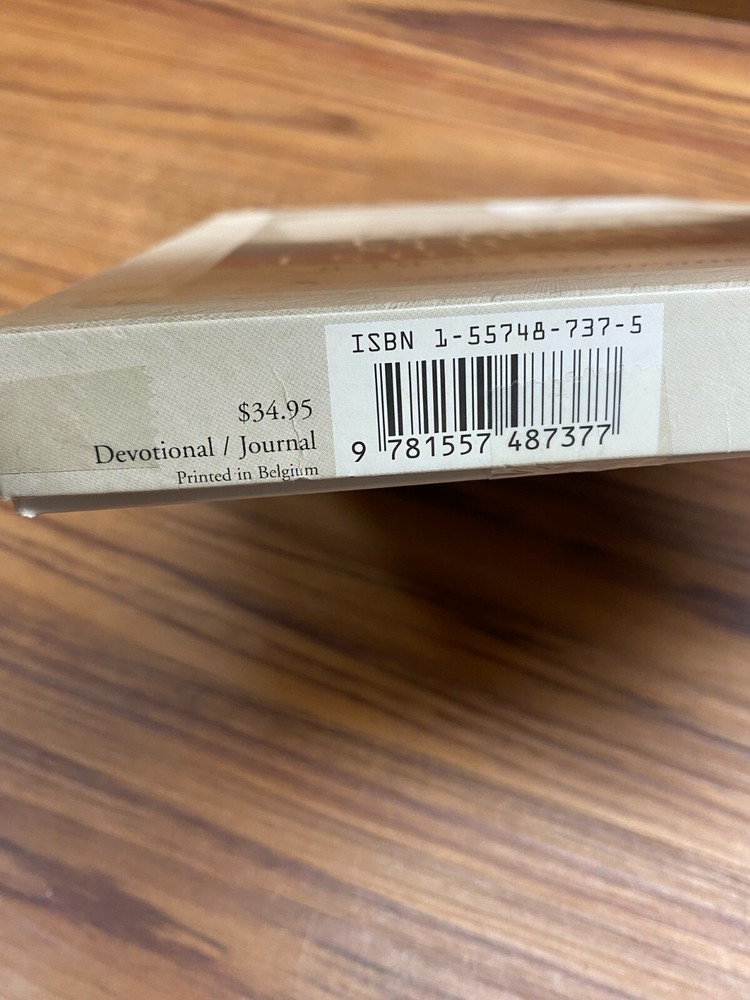 $34.95
Devotional / Journal
Printed in Belgium
ISBN 1-55748-737-5
9 781557 487377